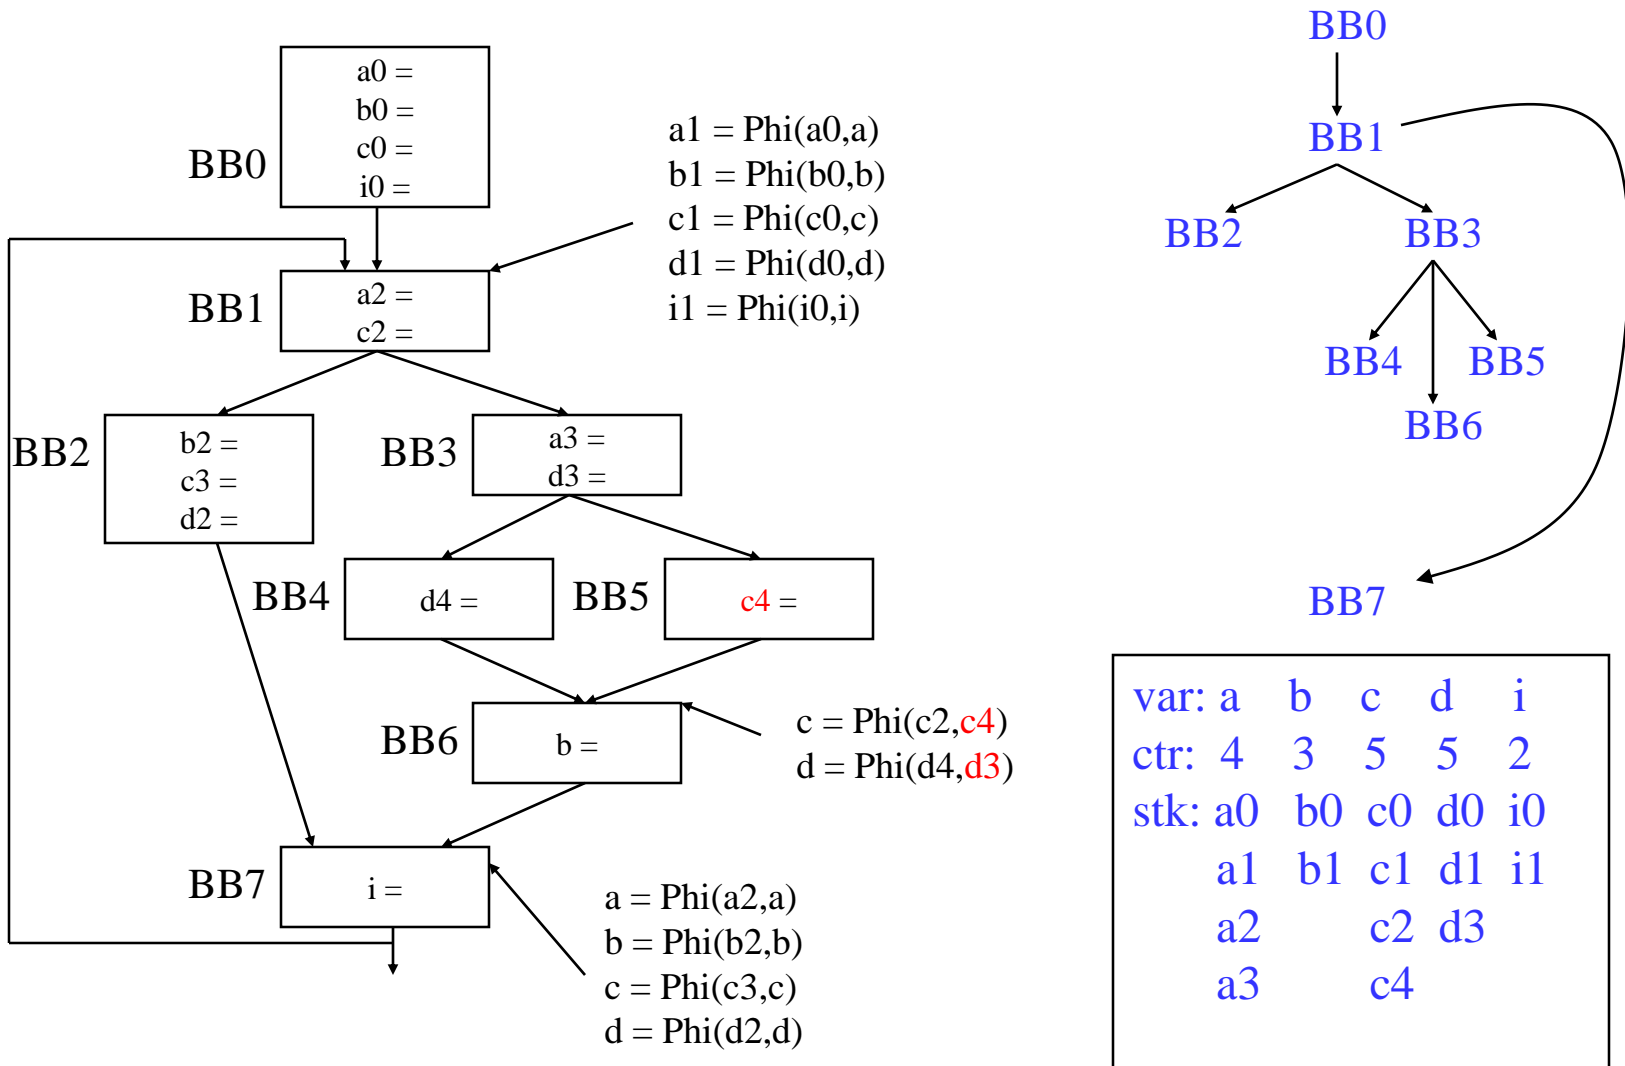 a0 =
b0 =
c0 =
i0 =
BB0
a1 = Phi(a0,a)
b1 = Phi(b0,b)
c1 = Phi(c0,c)
d1 = Phi(d0,d)
i1 = Phi(i0,i)
BB1
a2 =
c2 =
BB2
b2 =
c3 =
d2 =
BB3
a3 =
d3 =
BB4
d4 =
BB5
c4 =
BB6
b =
c = Phi(c2,c4)
d = Phi(d4,d3)
BB7
i =
a = Phi(a2,a)
b = Phi(b2,b)
c = Phi(c3,c)
d = Phi(d2,d)
BB0
BB1
BB2 BB3
BB4 BB5
BB6
BB7
var: a b c d i
ctr: 4 3 5 5 2
stk: a0 b0 c0 d0 i0
a1 b1 c1 d1 i1
a2 c2 d3
a3 c4